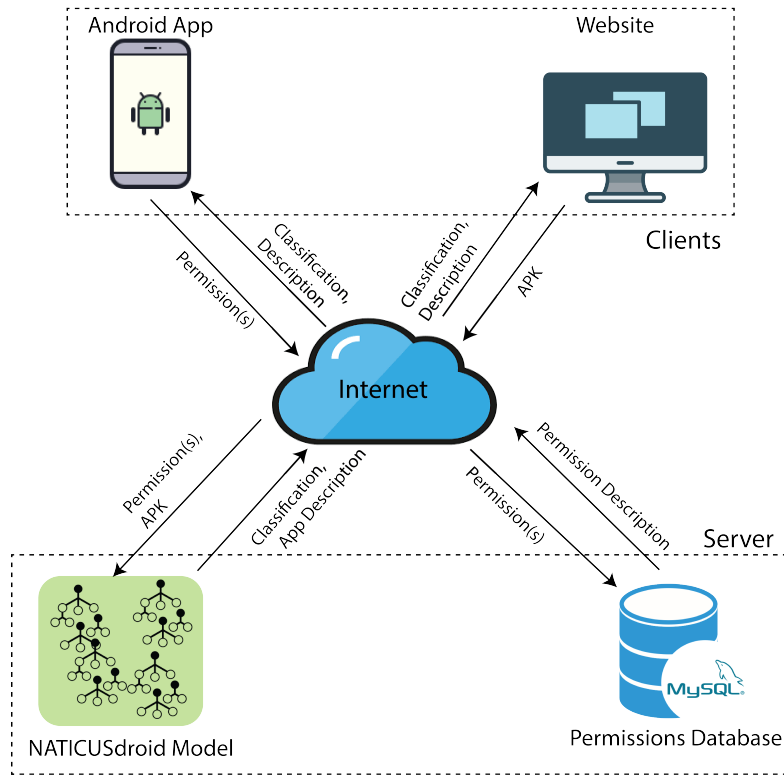 Android App
Website
Clients
Classification,
Description
Permission(s)
Classification,
Description
APK
Internet
Permission(s),
APK
Classification,
App Description
Permission(s)
Permission Description
Server
MySQL®
NATICUSdroid Model
Permissions Database